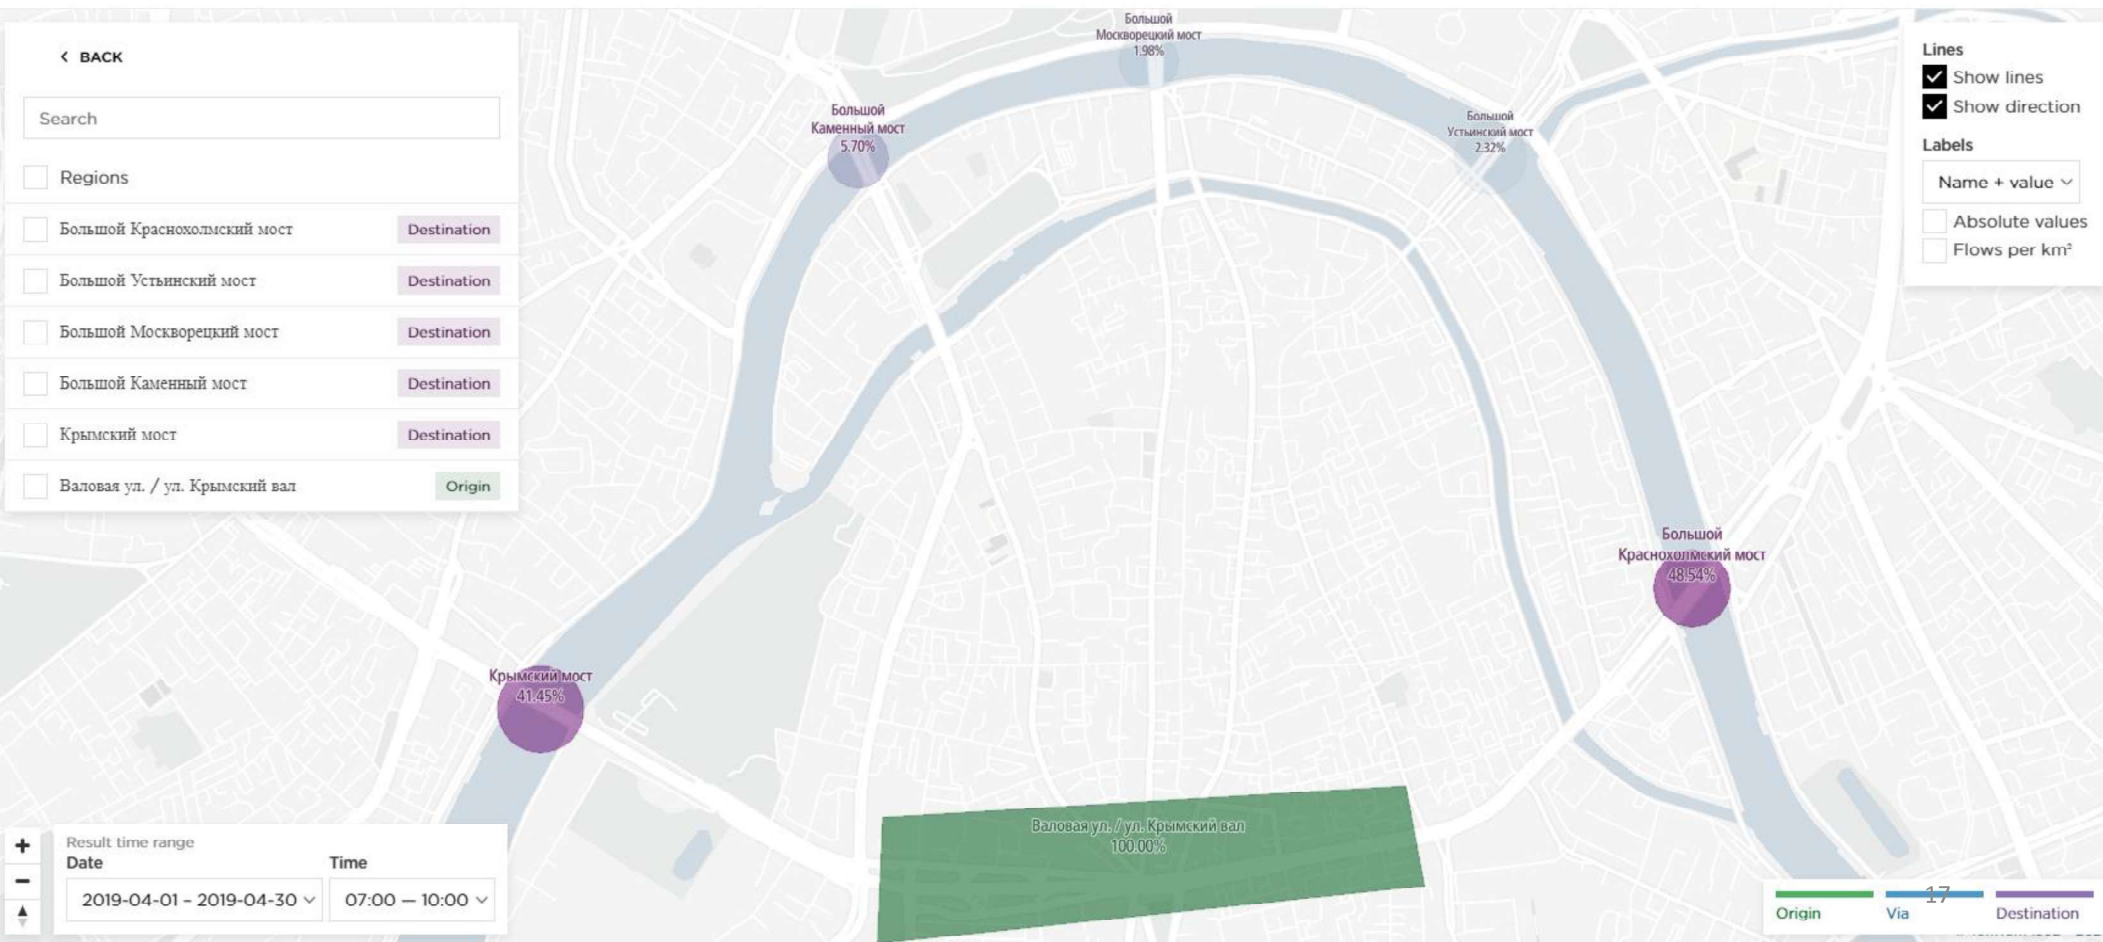 < BACK
Search
Regions
Большой Краснохолмский мост Destination
Большой Устьинский мост Destination
Большой Москворецкий мост Destination
Большой Каменный мост Destination
Крымский мост Destination
Валовая ул. / ул. Крымский вал Origin
Большой
Москворецкий мост
1.98%
Большой
Каменный мост
5.70%
Большой
Устьинский мост
2.32%
Большой
Краснохолмский мост
48.54%
Крымский мост
41.45%
Валовая ул. / ул. Крымский вал
100.00%
Lines
Show lines
Show direction
Labels
Name + value
Absolute values
Flows per km²
Result time range
Date Time
2019-04-01 – 2019-04-30 07:00 — 10:00
17
Origin Via Destination